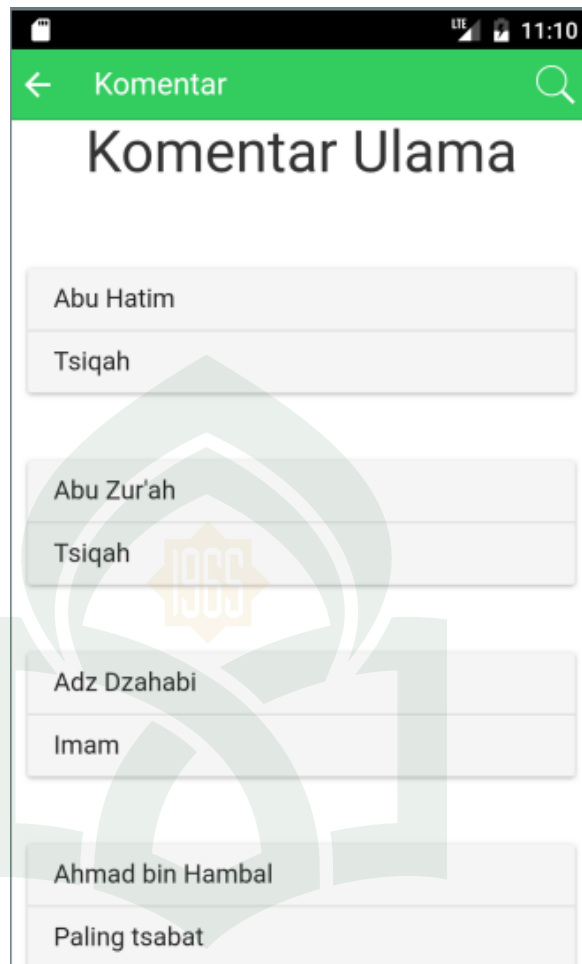 LTE 11:10
Komentar
Komentar Ulama
Abu Hatim
Tsiqah
Abu Zur'ah
Tsiqah
1965
Adz Dzahabi
Imam
Ahmad bin Hambal
Paling tsabat